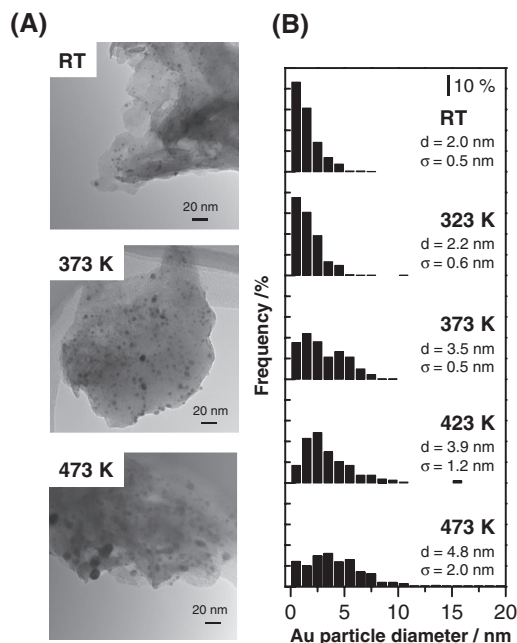 (A)
RT
20 nm
373 K
20 nm
473 K
20 nm
(B)
10 %
RT
d = 2.0 nm
σ = 0.5 nm
323 K
d = 2.2 nm
σ = 0.6 nm
373 K
d = 3.5 nm
σ = 0.5 nm
423 K
d = 3.9 nm
σ = 1.2 nm
473 K
d = 4.8 nm
σ = 2.0 nm
Frequency /%
0 5 10 15 20
Au particle diameter / nm